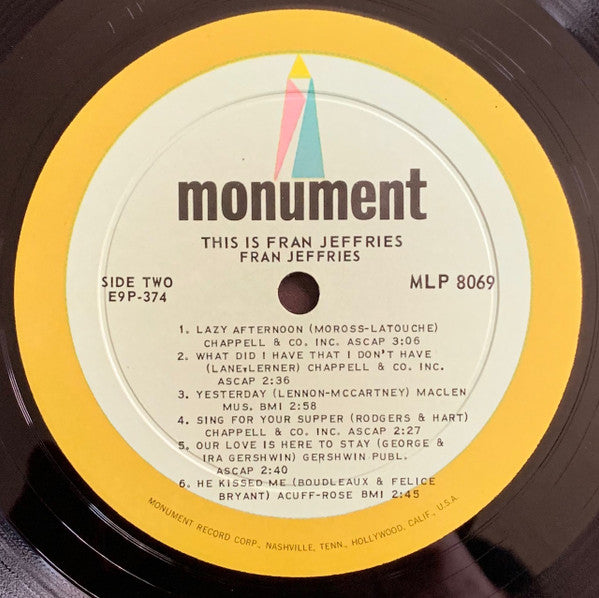 monument
THIS IS FRAN JEFFRIES
FRAN JEFFRIES
SIDE TWO
E9P-374
MLP 8069
1. LAZY AFTERNOON (MOROSS-LATOUCHE)
CHAPPELL & CO. INC. ASCAP 3:06
2. WHAT DID I HAVE THAT I DON'T HAVE
(LANE,LERNER) CHAPPELL & CO. INC.
ASCAP 2:36
3. YESTERDAY (LENNON-MCCARTNEY) MACLEN
MUS. BMI 2:58
4. SING FOR YOUR SUPPER (RODGERS & HART)
CHAPPELL & CO. INC. ASCAP 2:27
5. OUR LOVE IS HERE TO STAY (GEORGE &
IRA GERSHWIN) GERSHWIN PUBL.
ASCAP 2:40
6. HE KISSED ME (BOUDLEAUX & FELICE
BRYANT) ACUFF-ROSE BMI 2:45
MONUMENT RECORD CORP., NASHVILLE, TENN., HOLLYWOOD, CALIF., U.S.A.